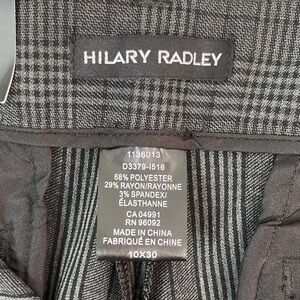 HILARY RADLEY
1136013
D3379-I516
68% POLYESTER
29% RAYON/RAYONNE
3% SPANDEX/
ÉLASTHANNE
CA 04991
RN 96092
MADE IN CHINA
FABRIQUÉ EN CHINE
10X30